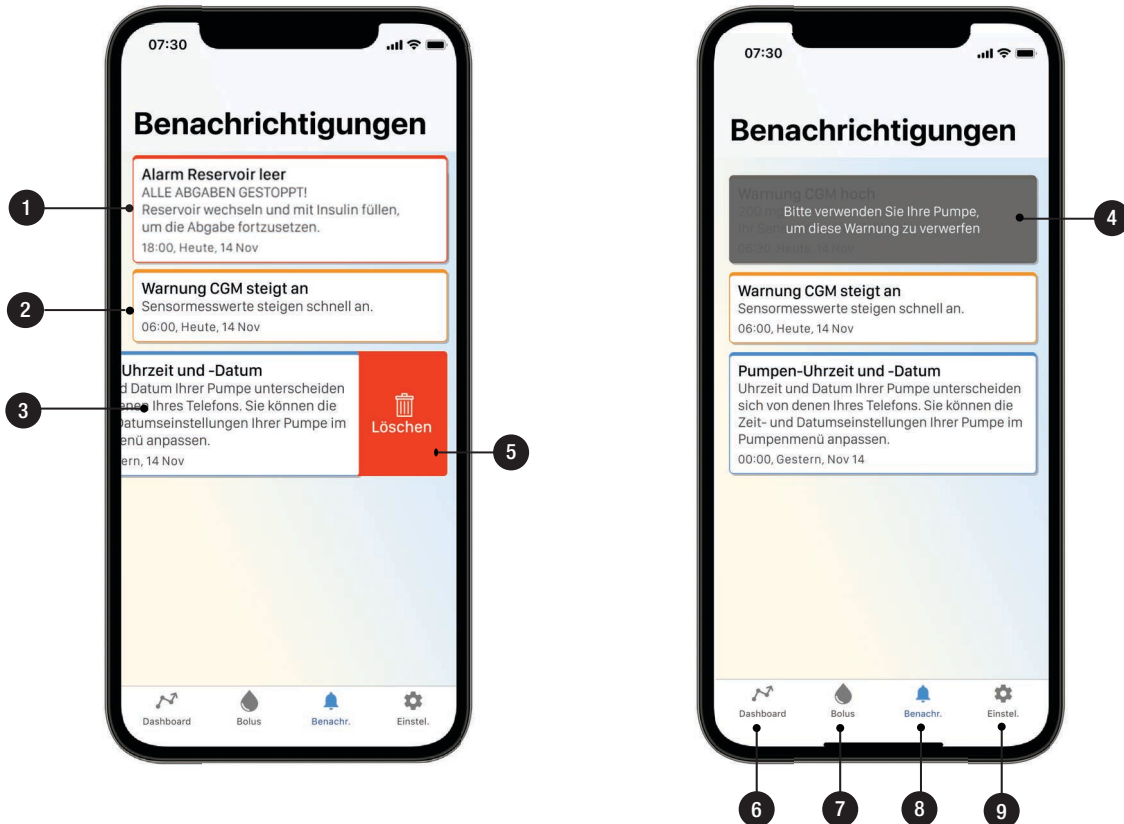 07:30
Benachrichtigungen
Alarm Reservoir leer
ALLE ABGABEN GESTOPPT!
Reservoir wechseln und mit Insulin füllen,
um die Abgabe fortzusetzen.
18:00, Heute, 14 Nov
Warnung CGM steigt an
Sensormesswerte steigen schnell an.
06:00, Heute, 14 Nov
Uhrzeit und -Datum
d Datum Ihrer Pumpe unterscheiden
enen Ihres Telefons. Sie können die
Datumseinstellungen Ihrer Pumpe im
enü anpassen.
ern, 14 Nov
Löschen
Dashboard
Bolus
Benachr.
Einstel.
1
2
3
5
07:30
Benachrichtigungen
Warnung CGM hoch
200 mg
Bitte verwenden Sie Ihre Pumpe,
um diese Warnung zu verwerfen
Warnung CGM steigt an
Sensormesswerte steigen schnell an.
06:00, Heute, 14 Nov
Pumpen-Uhrzeit und -Datum
Uhrzeit und Datum Ihrer Pumpe unterscheiden
sich von denen Ihres Telefons. Sie können die
Zeit- und Datumseinstellungen Ihrer Pumpe im
Pumpenmenü anpassen.
00:00, Gestern, Nov 14
Dashboard
Bolus
Benachr.
Einstel.
4
6
7
8
9